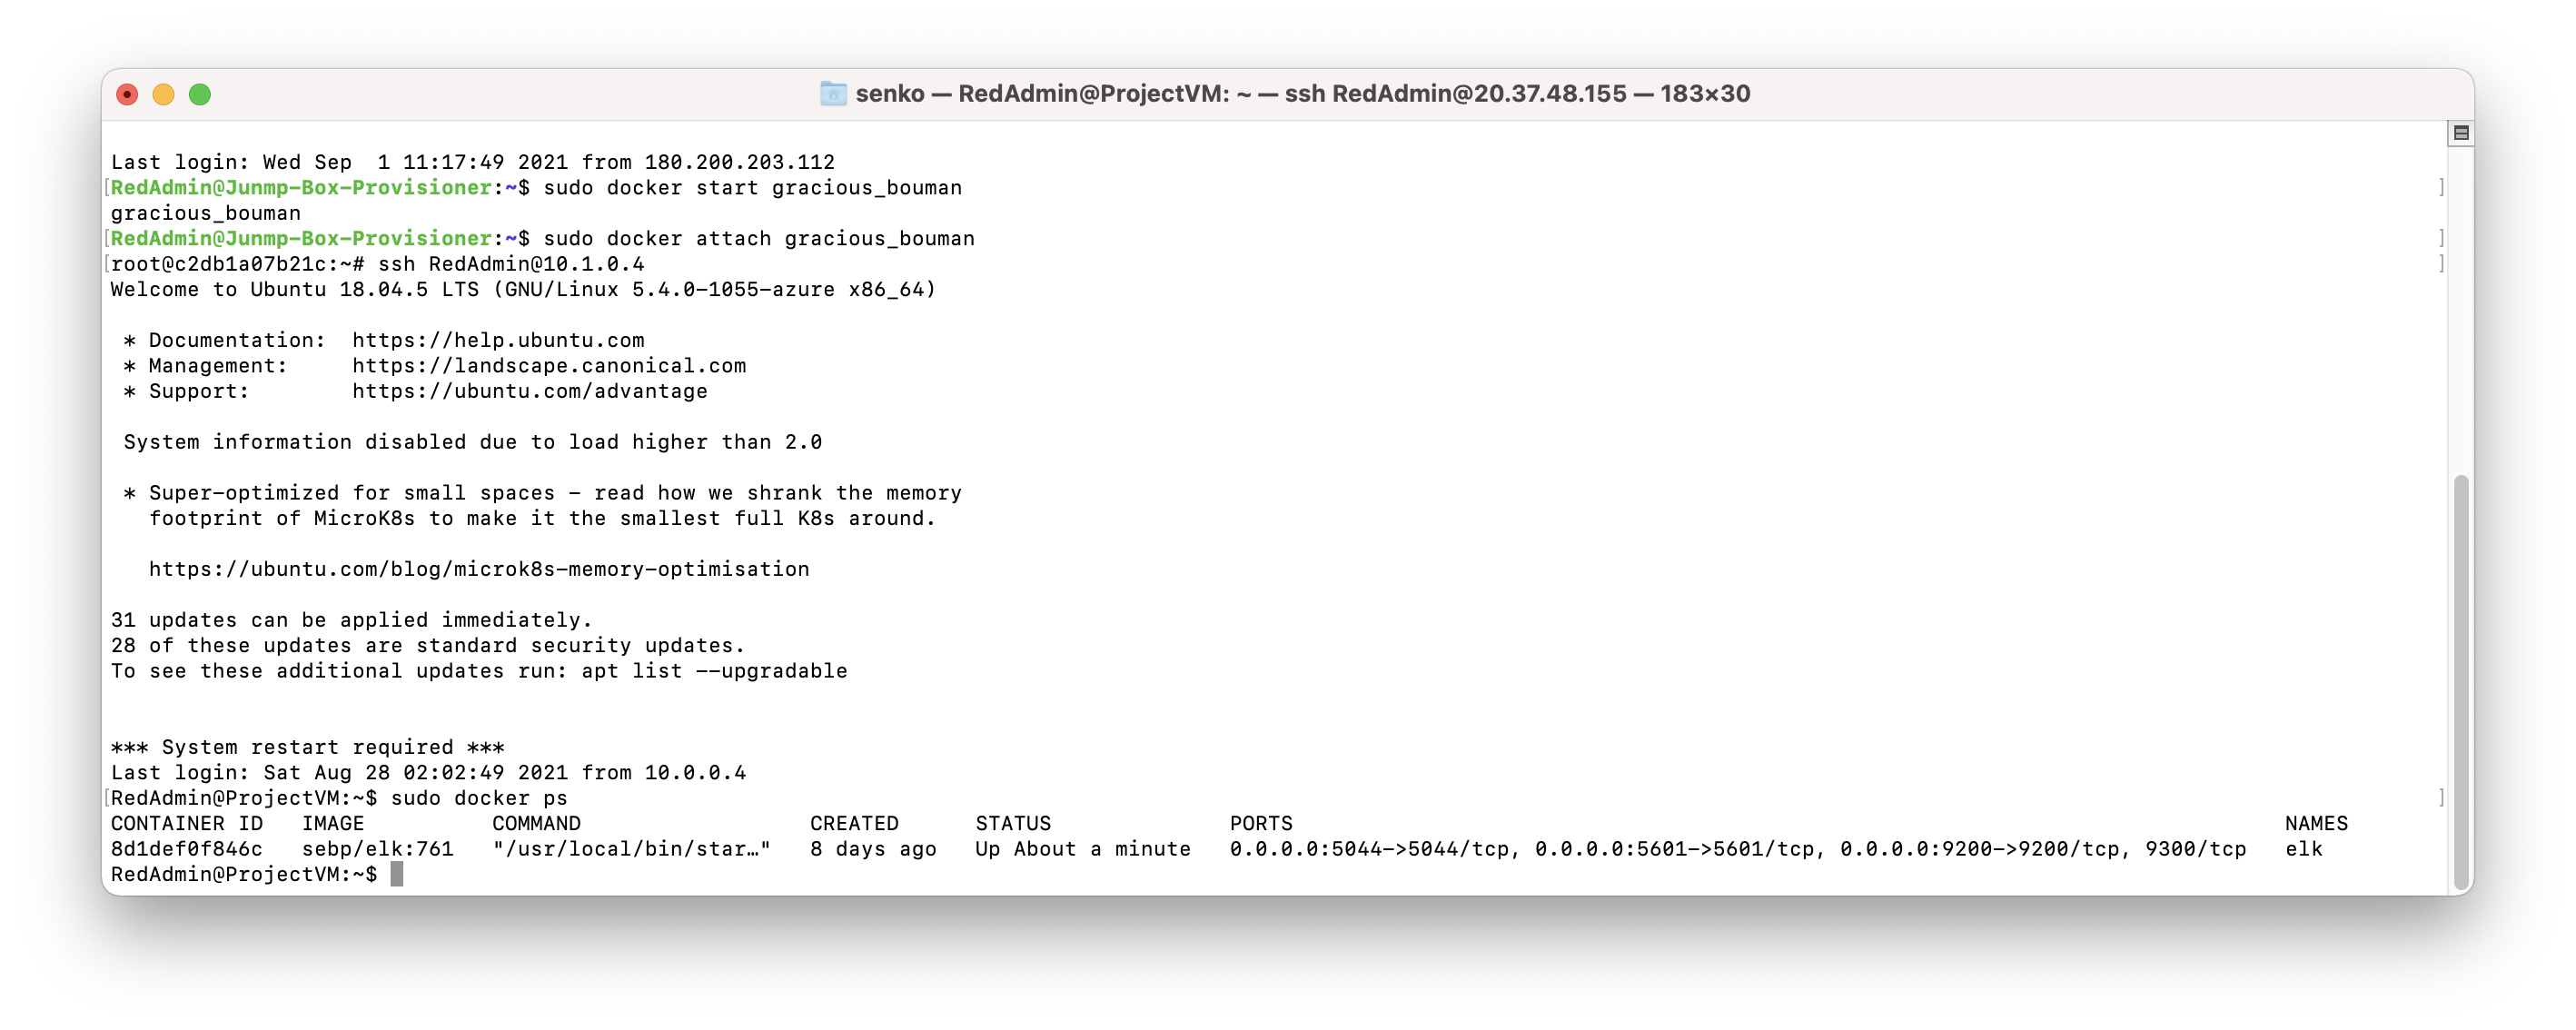 senko — RedAdmin@ProjectVM: ~ — ssh RedAdmin@20.37.48.155 — 183×30
Last login: Wed Sep  1 11:17:49 2021 from 180.200.203.112
[RedAdmin@Junmp-Box-Provisioner:~$ sudo docker start gracious_bouman ]
gracious_bouman
[RedAdmin@Junmp-Box-Provisioner:~$ sudo docker attach gracious_bouman ]
[root@c2db1a07b21c:~# ssh RedAdmin@10.1.0.4 ]
Welcome to Ubuntu 18.04.5 LTS (GNU/Linux 5.4.0-1055-azure x86_64)
* Documentation:  https://help.ubuntu.com
* Management:     https://landscape.canonical.com
* Support:        https://ubuntu.com/advantage
System information disabled due to load higher than 2.0
* Super-optimized for small spaces - read how we shrank the memory
footprint of MicroK8s to make it the smallest full K8s around.
https://ubuntu.com/blog/microk8s-memory-optimisation
31 updates can be applied immediately.
28 of these updates are standard security updates.
To see these additional updates run: apt list --upgradable
*** System restart required ***
Last login: Sat Aug 28 02:02:49 2021 from 10.0.0.4
[RedAdmin@ProjectVM:~$ sudo docker ps ]
CONTAINER ID   IMAGE          COMMAND                  CREATED      STATUS              PORTS                                                                              NAMES
8d1def0f846c   sebp/elk:761   "/usr/local/bin/star…"   8 days ago   Up About a minute   0.0.0.0:5044->5044/tcp, 0.0.0.0:5601->5601/tcp, 0.0.0.0:9200->9200/tcp, 9300/tcp   elk
RedAdmin@ProjectVM:~$